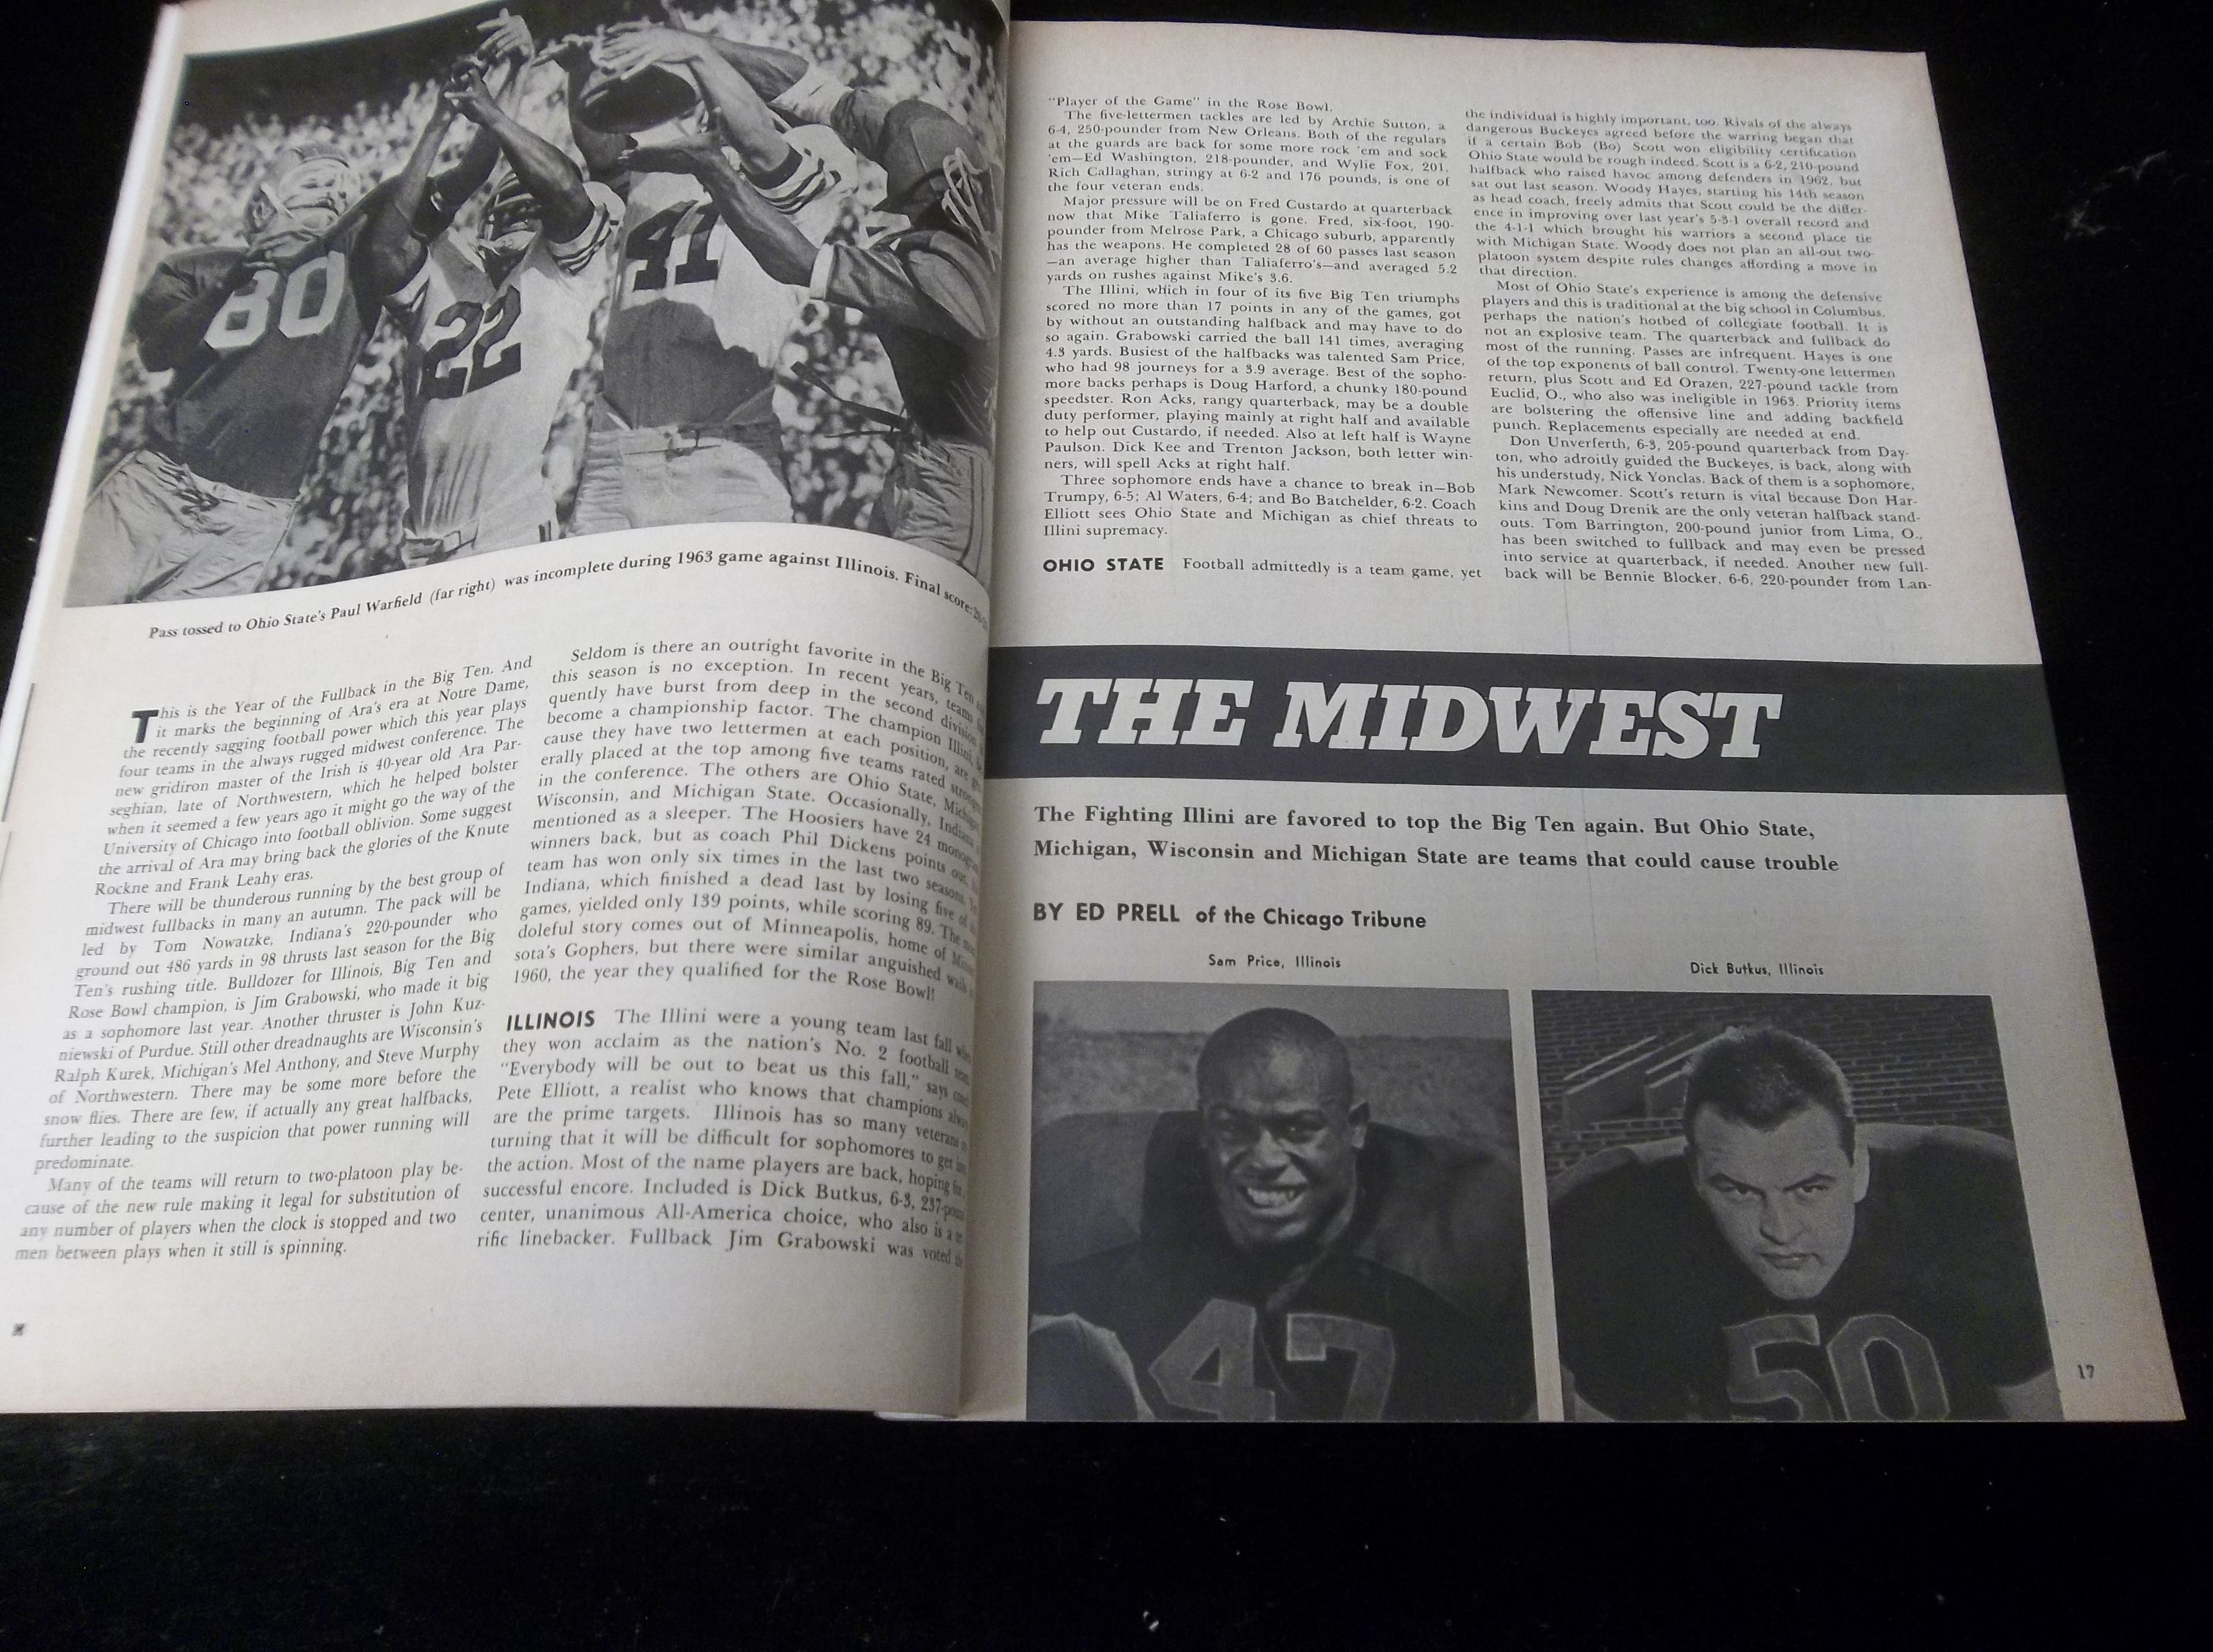 80
22
41
Pass tossed to Ohio State's Paul Warfield (far right) was incomplete during 1963 game against Illinois. Final score:
This is the Year of the Fullback in the Big Ten. And
it marks the beginning of Ara's era at Notre Dame,
the recently sagging football power which this year plays
four teams in the always rugged midwest conference. The
new gridiron master of the Irish is 40-year old Ara Par-
seghian, late of Northwestern, which he helped bolster
when it seemed a few years ago it might go the way of the
University of Chicago into football oblivion. Some suggest
the arrival of Ara may bring back the glories of the Knute
Rockne and Frank Leahy eras.
There will be thunderous running by the best group of
midwest fullbacks in many an autumn. The pack will be
led by Tom Nowatzke, Indiana's 220-pounder who
ground out 486 yards in 98 thrusts last season for the Big
Ten's rushing title. Bulldozer for Illinois, Big Ten and
Rose Bowl champion, is Jim Grabowski, who made it big
as a sophomore last year. Another thruster is John Kuz-
niewski of Purdue. Still other dreadnaughts are Wisconsin's
Ralph Kurek, Michigan's Mel Anthony, and Steve Murphy
of Northwestern. There may be some more before the
snow flies. There are few, if actually any great halfbacks,
further leading to the suspicion that power running will
predominate.
Many of the teams will return to two-platoon play be-
cause of the new rule making it legal for substitution of
any number of players when the clock is stopped and two
men between plays when it still is spinning.
Seldom is there an outright favorite in the Big Ten
this season is no exception. In recent years, teams
quently have burst from deep in the second division
become a championship factor. The champion Illini,
cause they have two lettermen at each position, are
erally placed at the top among five teams rated
in the conference. The others are Ohio State,
Wisconsin, and Michigan State. Occasionally, Indiana
mentioned as a sleeper. The Hoosiers have 24
winners back, but as coach Phil Dickens points out,
team has won only six times in the last two seasons.
Indiana, which finished a dead last by losing five of
games, yielded only 139 points, while scoring 89. The
doleful story comes out of Minneapolis, home of
sota's Gophers, but there were similar anguished wails
1960, the year they qualified for the Rose Bowl!
ILLINOIS The Illini were a young team last fall
they won acclaim as the nation's No. 2 football
"Everybody will be out to beat us this fall," says
Pete Elliott, a realist who knows that champions
are the prime targets. Illinois has so many veterans
turning that it will be difficult for sophomores to get
the action. Most of the name players are back, hoping
successful encore. Included is Dick Butkus, 6-3,
center, unanimous All-America choice, who also is a
rific linebacker. Fullback Jim Grabowski was voted
"Player of the Game" in the Rose Bowl.
The five-lettermen tackles are led by Archie Sutton, a
6-4, 250-pounder from New Orleans. Both of the regulars
at the guards are back for some more rock 'em and sock
'em—Ed Washington, 218-pounder, and Wylie Fox, 201.
Rich Callaghan, stringy at 6-2 and 176 pounds, is one of
the four veteran ends.
Major pressure will be on Fred Custardo at quarterback
now that Mike Taliaferro is gone. Fred, six-foot, 190-
pounder from Melrose Park, a Chicago suburb, apparently
has the weapons. He completed 28 of 60 passes last season
—an average higher than Taliaferro's—and averaged 5.2
yards on rushes against Mike's 3.6.
The Illini, which in four of its five Big Ten triumphs
scored no more than 17 points in any of the games, got
by without an outstanding halfback and may have to do
so again. Grabowski carried the ball 141 times, averaging
4.3 yards. Busiest of the halfbacks was talented Sam Price,
who had 98 journeys for a 3.9 average. Best of the sopho-
more backs perhaps is Doug Harford, a chunky 180-pound
speedster. Ron Acks, rangy quarterback, may be a double
duty performer, playing mainly at right half and available
to help out Custardo, if needed. Also at left half is Wayne
Paulson. Dick Kee and Trenton Jackson, both letter win-
ners, will spell Acks at right half.
Three sophomore ends have a chance to break in—Bob
Trumpy, 6-5; Al Waters, 6-4; and Bo Batchelder, 6-2. Coach
Elliott sees Ohio State and Michigan as chief threats to
Illini supremacy.
OHIO STATE Football admittedly is a team game, yet
the individual is highly important, too. Rivals of the always
dangerous Buckeyes agreed before the warring began that
if a certain Bob (Bo) Scott won eligibility certification
Ohio State would be rough indeed. Scott is a 6-2, 210-pound
halfback who raised havoc among defenders in 1962, but
sat out last season. Woody Hayes, starting his 14th season
as head coach, freely admits that Scott could be the differ-
ence in improving over last year's 5-3-1 overall record and
the 4-1-1 which brought his warriors a second place tie
with Michigan State. Woody does not plan an all-out two-
platoon system despite rules changes affording a move in
that direction.
Most of Ohio State's experience is among the defensive
players and this is traditional at the big school in Columbus,
perhaps the nation's hotbed of collegiate football. It is
not an explosive team. The quarterback and fullback do
most of the running. Passes are infrequent. Hayes is one
of the top exponents of ball control. Twenty-one lettermen
return, plus Scott and Ed Orazen, 227-pound tackle from
Euclid, O., who also was ineligible in 1963. Priority items
are bolstering the offensive line and adding backfield
punch. Replacements especially are needed at end.
Don Unverferth, 6-3, 205-pound quarterback from Day-
ton, who adroitly guided the Buckeyes, is back, along with
his understudy, Nick Yonclas. Back of them is a sophomore,
Mark Newcomer. Scott's return is vital because Don Har-
kins and Doug Drenik are the only veteran halfback stand-
outs. Tom Barrington, 200-pound junior from Lima, O.,
has been switched to fullback and may even be pressed
into service at quarterback, if needed. Another new full-
back will be Bennie Blocker, 6-6, 220-pounder from Lan-
THE MIDWEST
The Fighting Illini are favored to top the Big Ten again. But Ohio State,
Michigan, Wisconsin and Michigan State are teams that could cause trouble
BY ED PRELL of the Chicago Tribune
Sam Price, Illinois
Dick Butkus, Illinois
47
50
17